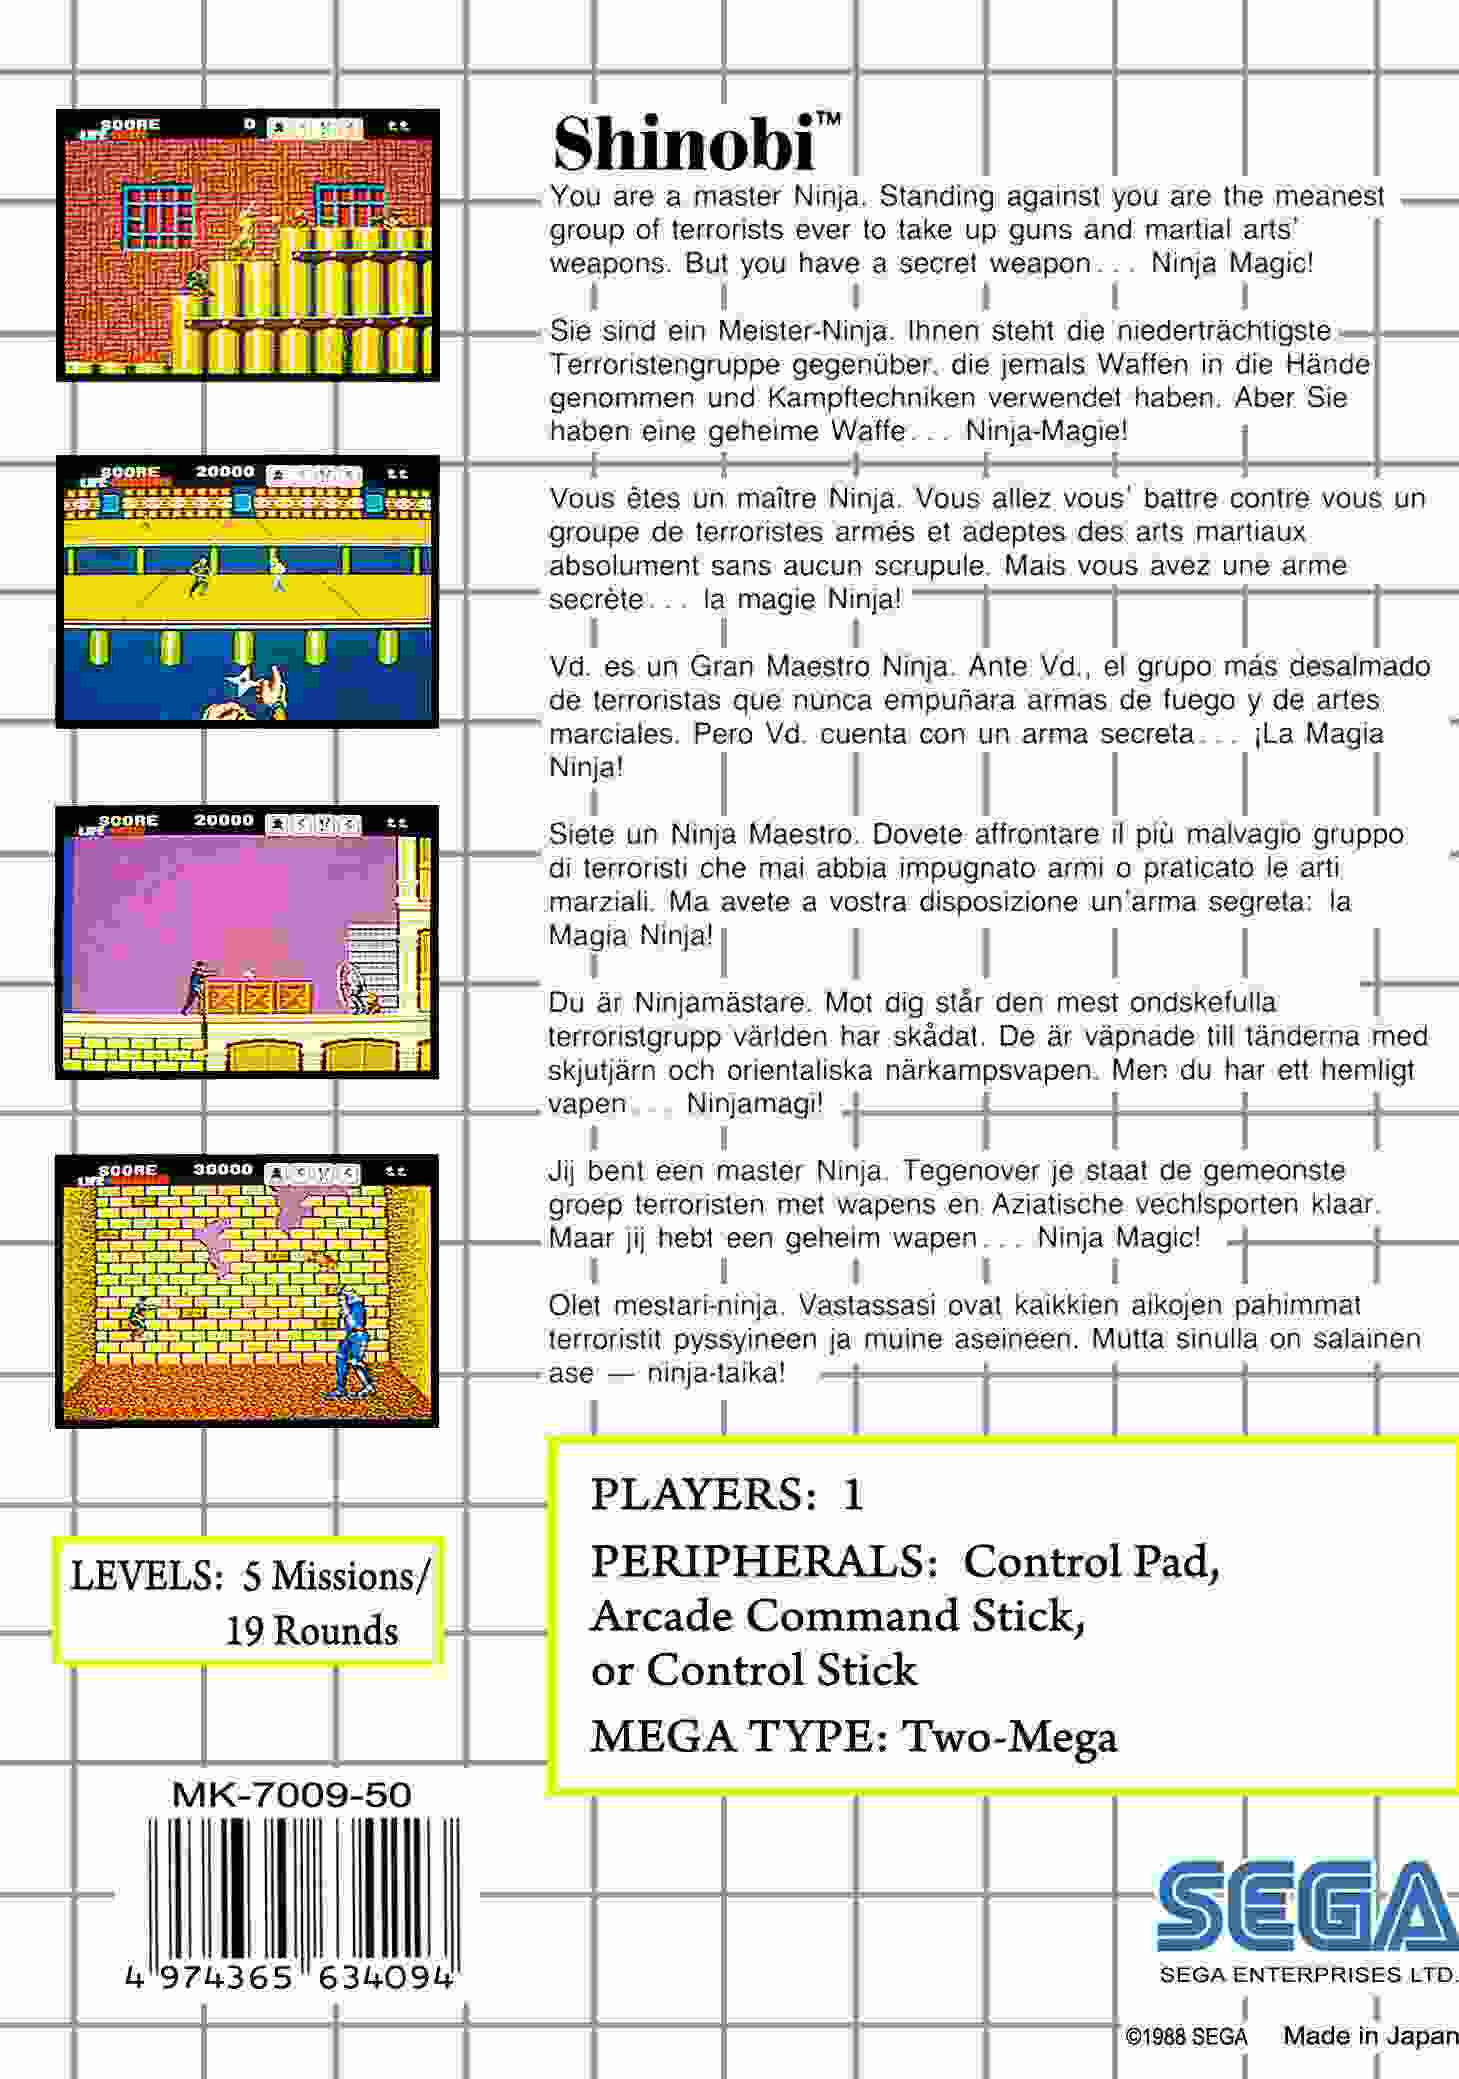 SCORE 0 t.t
LIFE
SCORE 20000 t.t
LIFE
SCORE 20000 t.t
LIFE
SCORE 30000 t.t
LIFE
Shinobi™
You are a master Ninja. Standing against you are the meanest
group of terrorists ever to take up guns and martial arts'
weapons. But you have a secret weapon... Ninja Magic!
Sie sind ein Meister-Ninja. Ihnen steht die niederträchtigste
Terroristengruppe gegenüber, die jemals Waffen in die Hände
genommen und Kampftechniken verwendet haben. Aber Sie
haben eine geheime Waffe... Ninja-Magie!
Vous êtes un maître Ninja. Vous allez vous' battre contre vous un
groupe de terroristes armés et adeptes des arts martiaux
absolument sans aucun scrupule. Mais vous avez une arme
secrète... la magie Ninja!
Vd. es un Gran Maestro Ninja. Ante Vd., el grupo más desalmado
de terroristas que nunca empuñara armas de fuego y de artes
marciales. Pero Vd. cuenta con un arma secreta... ¡La Magia
Ninja!
Siete un Ninja Maestro. Dovete affrontare il più malvagio gruppo
di terroristi che mai abbia impugnato armi o praticato le arti
marziali. Ma avete a vostra disposizione un'arma segreta: la
Magia Ninja!
Du är Ninjamästare. Mot dig står den mest ondskefulla
terroristgrupp världen har skådat. De är väpnade till tänderna med
skjutjärn och orientaliska närkampsvapen. Men du har ett hemligt
vapen... Ninjamagi!
Jij bent een master Ninja. Tegenover je staat de gemeonste
groep terroristen met wapens en Aziatische vechlsporten klaar.
Maar jij hebt een geheim wapen... Ninja Magic!
Olet mestari-ninja. Vastassasi ovat kaikkien aikojen pahimmat
terroristit pyssyineen ja muine aseineen. Mutta sinulla on salainen
ase — ninja-taika!
PLAYERS: 1
PERIPHERALS: Control Pad,
Arcade Command Stick,
or Control Stick
MEGA TYPE: Two-Mega
LEVELS: 5 Missions/
19 Rounds
MK-7009-50
4 974365 634094
SEGA
SEGA ENTERPRISES LTD.
©1988 SEGA Made in Japan